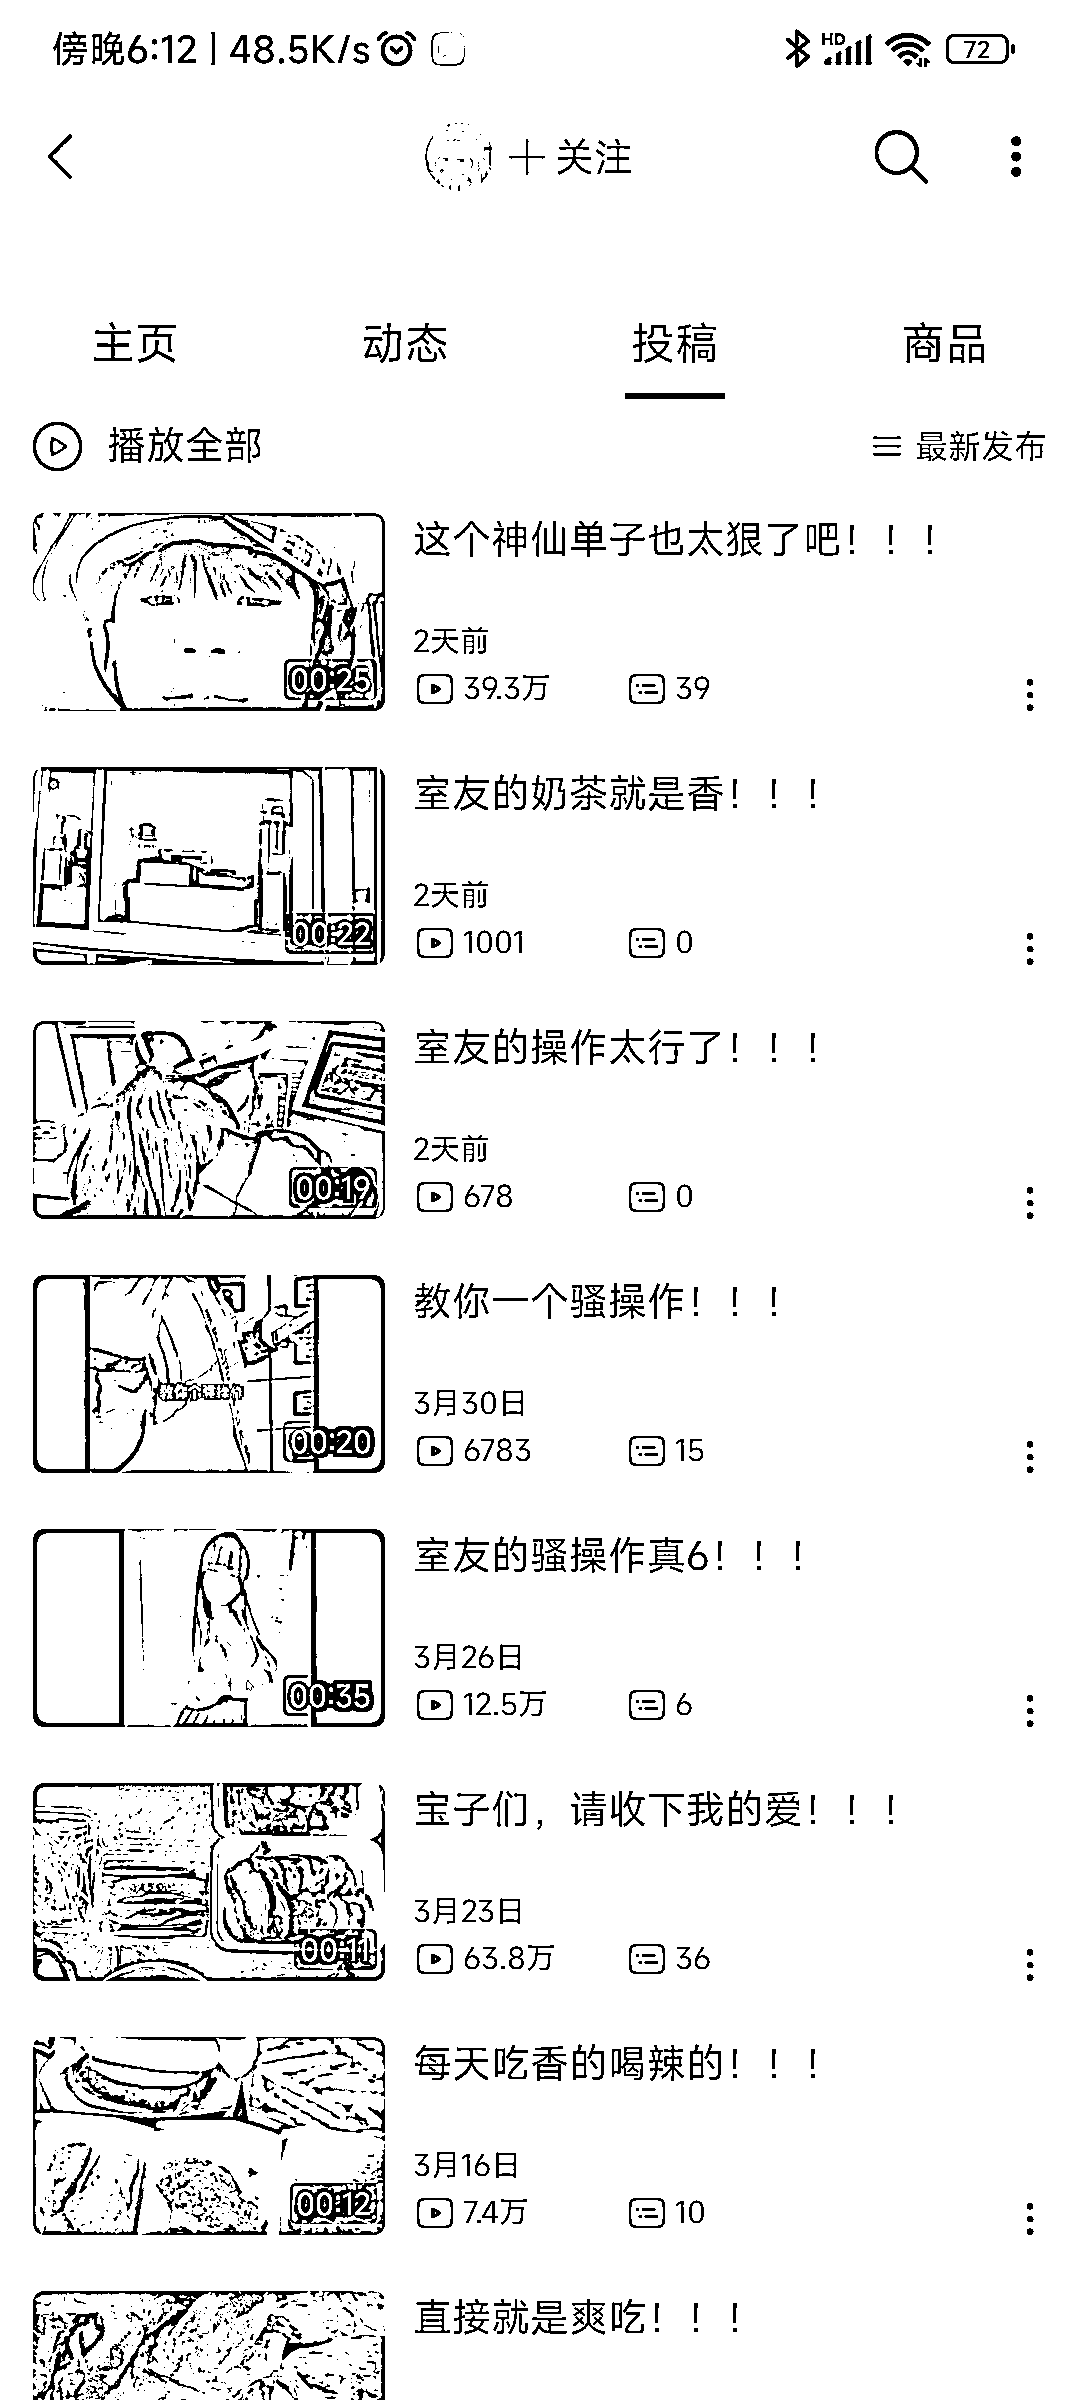 傍晚6:12 | 48.5K/s
HD 72
关注
主页 动态 投稿 商品
播放全部 最新发布
这个神仙单子也太狠了吧！！！
2天前
00:25 39.3万 39
室友的奶茶就是香！！！
2天前
00:22 1001 0
室友的操作太行了！！！
2天前
00:19 678 0
教你一个骚操作！！！
3月30日
00:20 6783 15
室友的骚操作真6！！！
3月26日
00:35 12.5万 6
宝子们，请收下我的爱！！！
3月23日
00:11 63.8万 36
每天吃香的喝辣的！！！
3月16日
00:12 7.4万 10
直接就是爽吃！！！